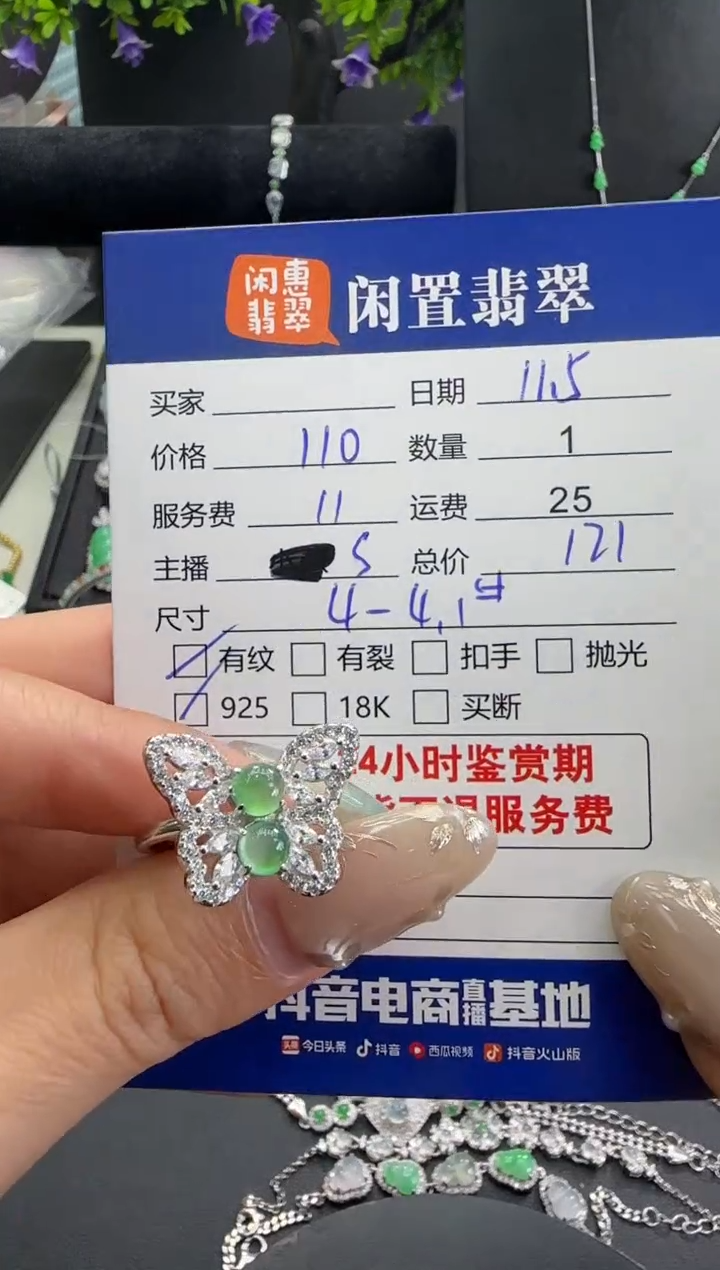 闲惠翡翠 闲置翡翠
买家 日期 11.5
价格 110 数量 1
服务费 11 运费 25
主播 S 总价 121
尺寸 4-4.1
有纹 有裂 扣手 抛光
925 18K 买断
4小时鉴赏期
服务费
抖音电商直播基地
头条 今日头条 抖音 西瓜视频 抖音火山版